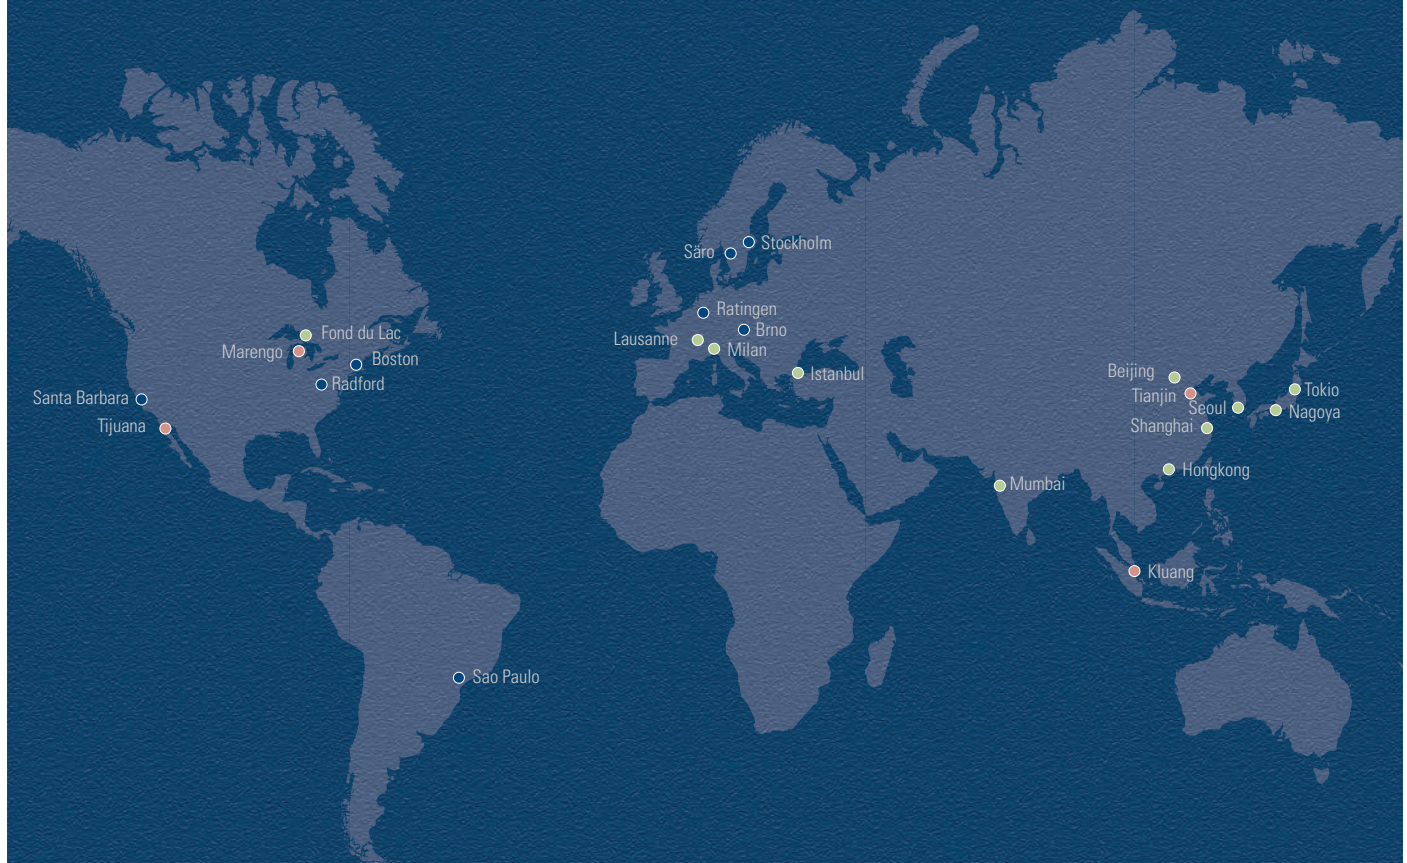 Stockholm
Säro
Ratingen
Brno
Fond du Lac
Lausanne
Milan
Marengo
Boston
Istanbul
Beijing
Radford
Tokio
Tianjin
Santa Barbara
Seoul
Nagoya
Tijuana
Shanghai
Hongkong
Mumbai
Kluang
Sao Paulo